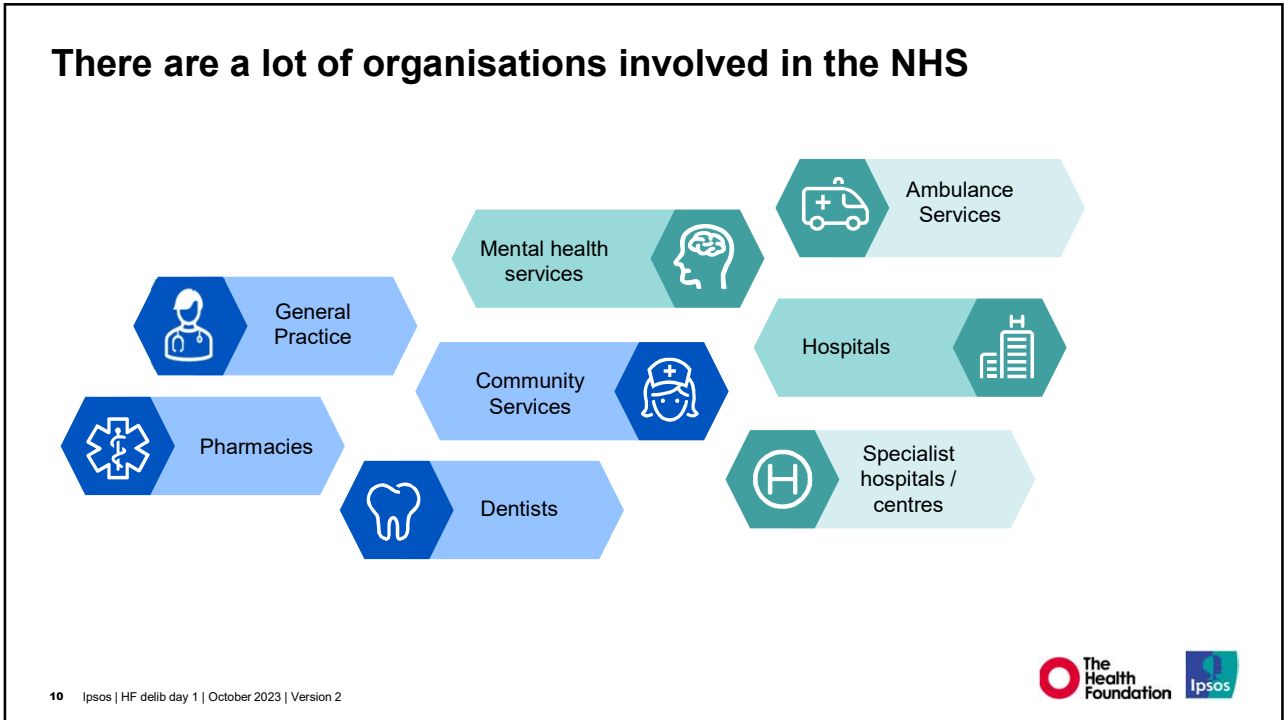 There are a lot of organisations involved in the NHS
Ambulance
Services
Mental health
services
General
Practice
Hospitals
Community
Services
Pharmacies
Specialist
hospitals /
centres
Dentists
H
H
10 Ipsos | HF delib day 1 | October 2023 | Version 2
The
Health
Foundation
Ipsos